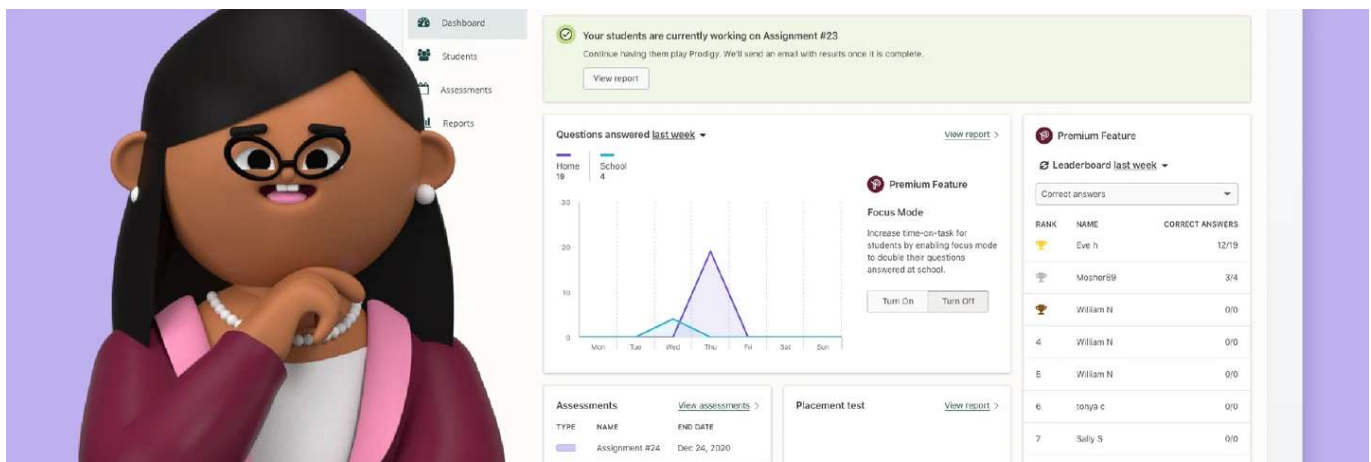 Dashboard
Students
Assessments
Reports
Your students are currently working on Assignment #23
Continue having them play Prodigy. We'll send an email with results once it is complete.
View report
Questions answered last week
View report >
Home
19
School
4
30
20
10
0
Mon Tue Wed Thu Fri Sat Sun
Premium Feature
Focus Mode
Increase time-on-task for
students by enabling focus mode
to double their questions
answered at school.
Turn On Turn Off
Premium Feature
Leaderboard last week
Correct answers
RANK NAME CORRECT ANSWERS
Eve h 12/19
Mosher89 3/4
William N 0/0
4 William N 0/0
5 William N 0/0
6 tonya c 0/0
7 Sally S 0/0
Assessments View assessments >
TYPE NAME END DATE
Assignment #24 Dec 24, 2020
Placement test View report >